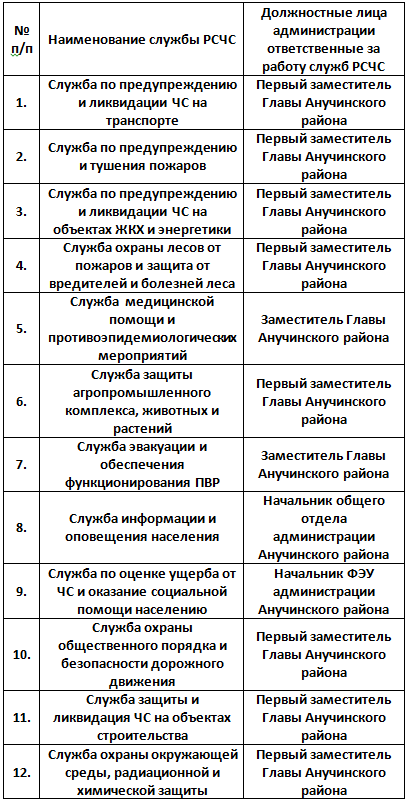 №
п/п
Наименование службы РСЧС
Должностные лица
администрации
ответственные за
работу служб РСЧС
1.
Служба по предупреждению
и ликвидации ЧС на
транспорте
Первый заместитель
Главы Анучинского
района
2.
Служба по предупреждению
и тушения пожаров
Первый заместитель
Главы Анучинского
района
3.
Служба по предупреждению
и ликвидации ЧС на
объектах ЖКХ и энергетики
Первый заместитель
Главы Анучинского
района
4.
Служба охраны лесов от
пожаров и защита от
вредителей и болезней леса
Первый заместитель
Главы Анучинского
района
5.
Служба медицинской
помощи и
противоэпидемиологических
мероприятий
Заместитель Главы
Анучинского района
6.
Служба защиты
агропромышленного
комплекса, животных и
растений
Первый заместитель
Главы Анучинского
района
7.
Служба эвакуации и
обеспечения
функционирования ПВР
Заместитель Главы
Анучинского района
8.
Служба информации и
оповещения населения
Начальник общего
отдела
администрации
Анучинского района
9.
Служба по оценке ущерба от
ЧС и оказание социальной
помощи населению
Начальник ФЭУ
администрации
Анучинского района
10.
Служба охраны
общественного порядка и
безопасности дорожного
движения
Первый заместитель
Главы Анучинского
района
11.
Служба защиты и
ликвидация ЧС на объектах
строительства
Первый заместитель
Главы Анучинского
района
12.
Служба охраны окружающей
среды, радиационной и
химической защиты
Первый заместитель
Главы Анучинского
района